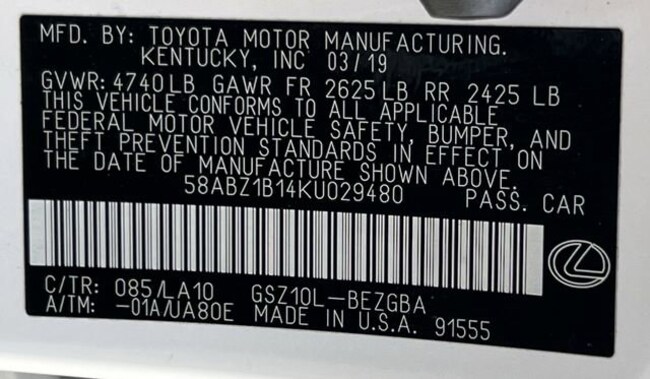 MFD. BY: TOYOTA MOTOR MANUFACTURING.
KENTUCKY, INC 03/19
GVWR: 4740LB GAWR FR 2625LB RR 2425 LB
THIS VEHICLE CONFORMS TO ALL APPLICABLE
FEDERAL MOTOR VEHICLE SAFETY, BUMPER, AND
THEFT PREVENTION STANDARDS IN EFFECT ON
THE DATE OF MANUFACTURE SHOWN ABOVE.
58ABZ1B14KU029480 PASS. CAR
C/TR: 085/LA10 GSZ10L-BEZGBA
A/TM: -01A/UA80E MADE IN U.S.A. 91555